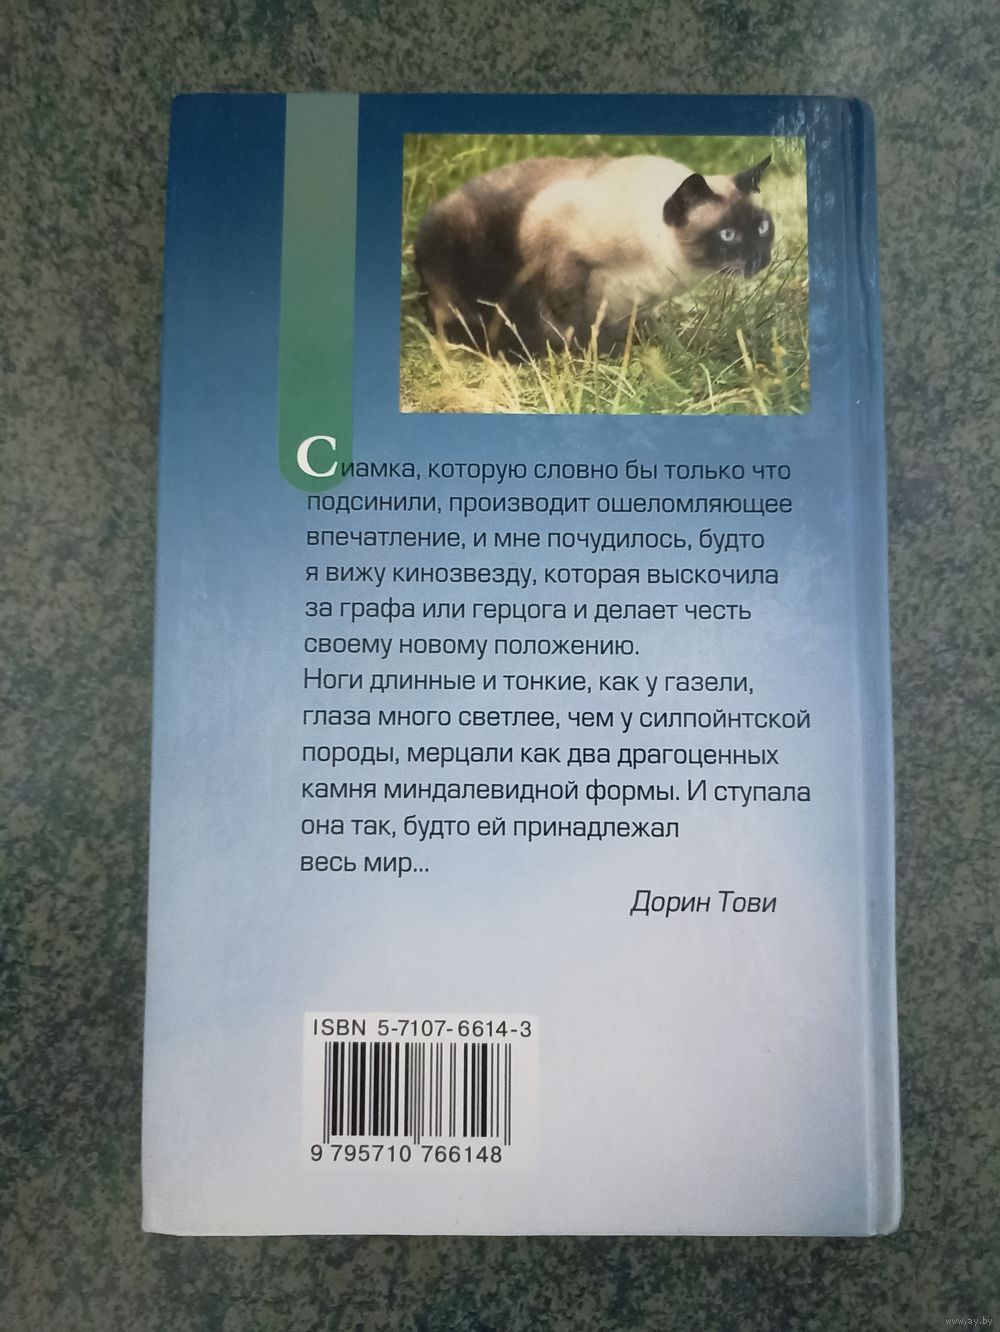 Сиамка, которую словно бы только что
подсинили, производит ошеломляющее
впечатление, и мне почудилось, будто
я вижу кинозвезду, которая выскочила
за графа или герцога и делает честь
своему новому положению.
Ноги длинные и тонкие, как у газели,
глаза много светлее, чем у силпойнтской
породы, мерцали как два драгоценных
камня миндалевидной формы. И ступала
она так, будто ей принадлежал
весь мир...
Дорин Тови
ISBN 5-7107-6614-3
9 795710 766148
www.ay.by